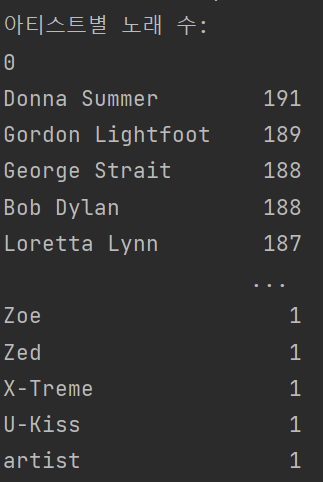 아티스트별 노래 수:
0
Donna Summer 191
Gordon Lightfoot 189
George Strait 188
Bob Dylan 188
Loretta Lynn 187
...
Zoe 1
Zed 1
X-Treme 1
U-Kiss 1
artist 1